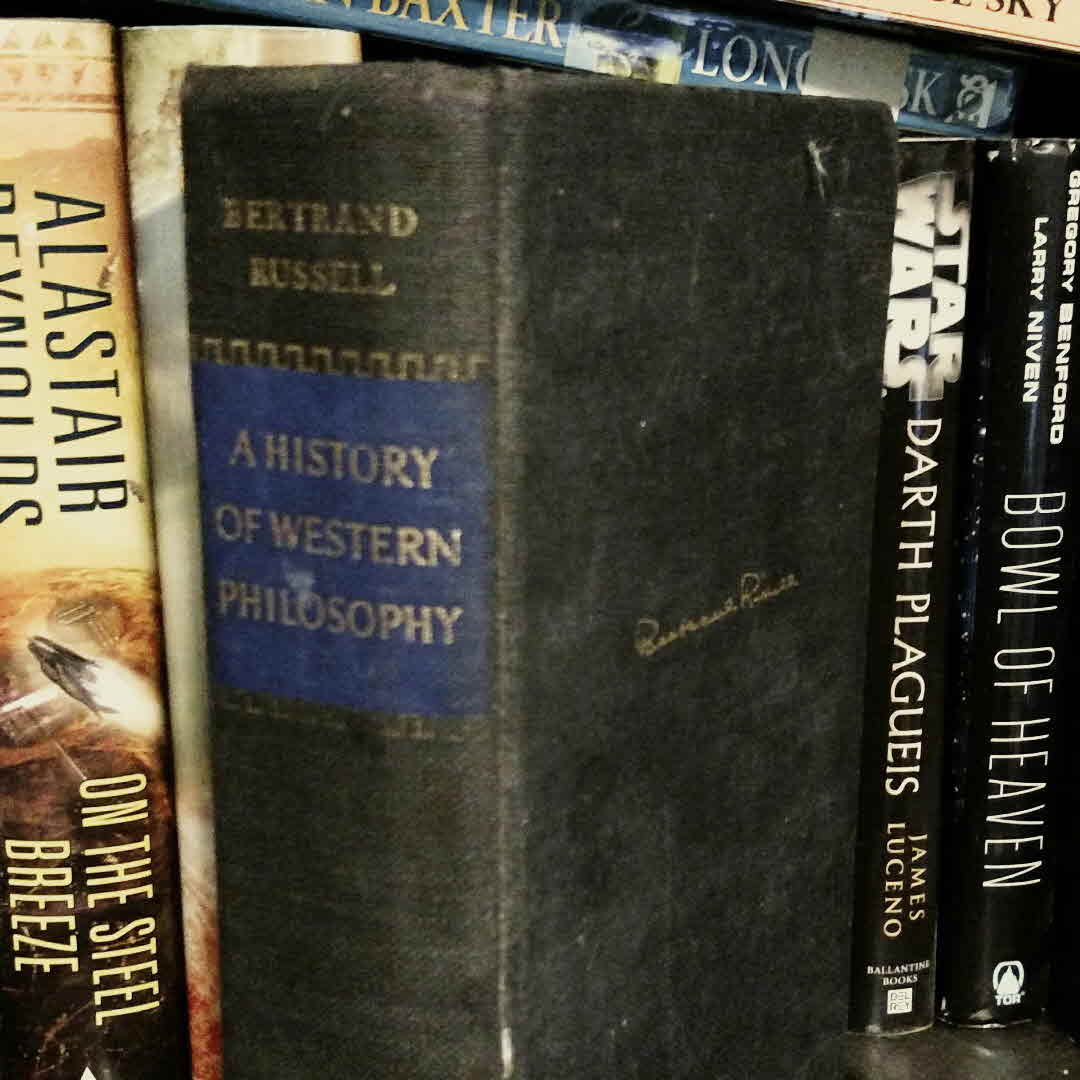 BAXTER
LONG
SKY
ALASTAIR
REYNOLDS
ON THE STEEL
BREEZE
BERTRAND
RUSSELL
A HISTORY
OF WESTERN
PHILOSOPHY
STAR
WARS
DARTH PLAGUEIS
JAMES
LUCENO
BALLANTINE
BOOKS
DEL
REY
GREGORY BENFORD
LARRY NIVEN
BOWL OF HEAVEN
TOR